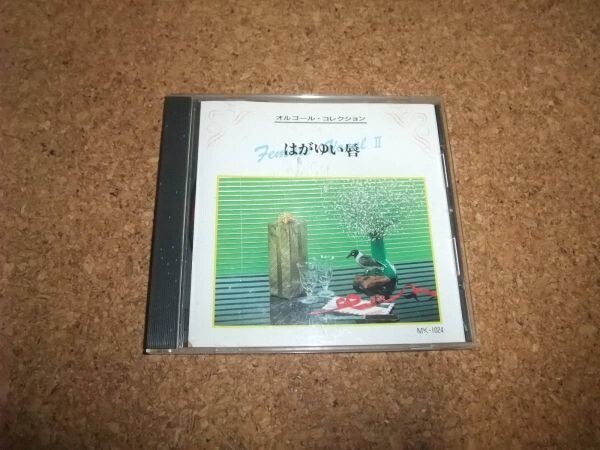 オルゴール・コレクション
はがゆい唇
II
MK-1024